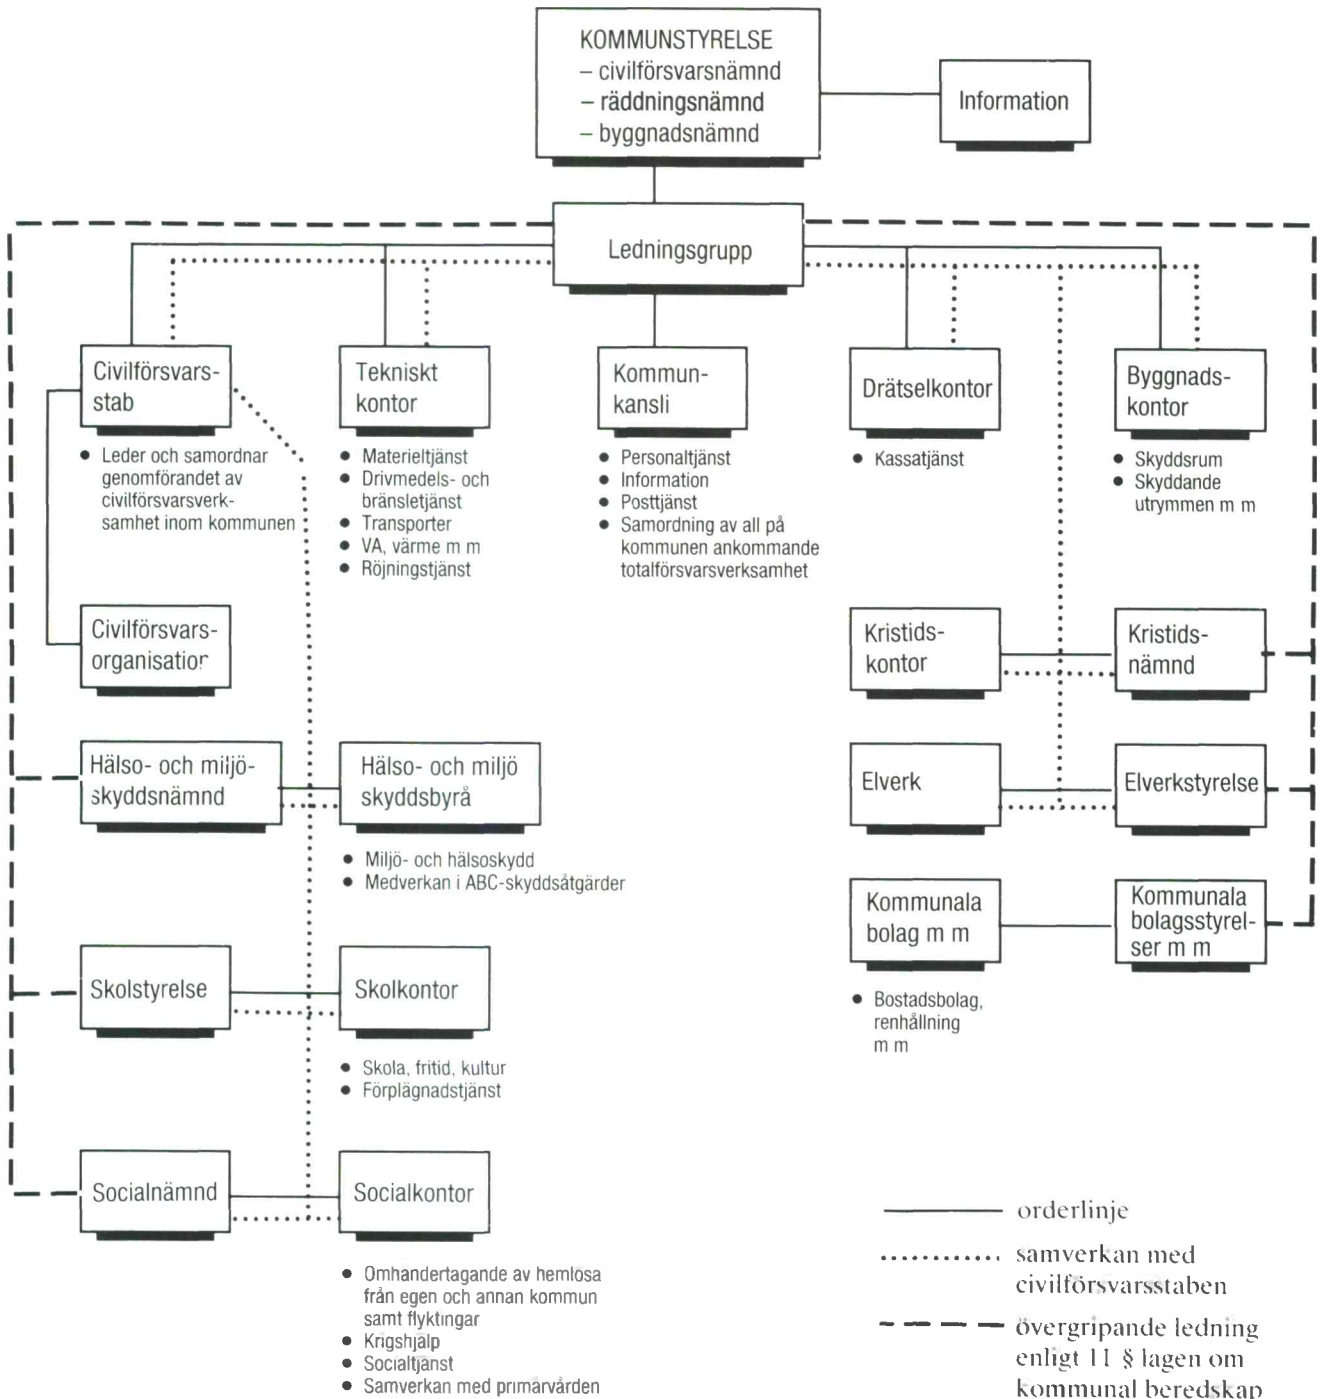 KOMMUNSTYRELSE
– civilförsvarsnämnd
– räddningsnämnd
– byggnadsnämnd
Information
Ledningsgrupp
Civilförsvars-
stab
● Leder och samordnar
genomförandet av
civilförsvarsverk-
samhet inom kommunen
Tekniskt
kontor
● Materieltjänst
● Drivmedels- och
bränsletjänst
● Transporter
● VA, värme m m
● Röjningstjänst
Kommun-
kansli
● Personaltjänst
● Information
● Posttjänst
● Samordning av all på
kommunen ankommande
totalförsvarsverksamhet
Drätselkontor
● Kassatjänst
Byggnads-
kontor
● Skyddsrum
● Skyddande
utrymmen m m
Civilförsvars-
organisation
Kristids-
kontor
Kristids-
nämnd
Hälso- och miljö-
skyddsnämnd
Hälso- och miljö
skyddsbyrå
● Miljö- och hälsoskydd
● Medverkan i ABC-skyddsåtgärder
Elverk
Elverkstyrelse
Kommunala
bolag m m
● Bostadsbolag,
renhållning
m m
Kommunala
bolagsstyrel-
ser m m
Skolstyrelse
Skolkontor
● Skola, fritid, kultur
● Förplägnadstjänst
Socialnämnd
Socialkontor
● Omhandertagande av hemlösa
från egen och annan kommun
samt flyktingar
● Krigshjälp
● Socialtjänst
● Samverkan med primärvården
orderlinje
samverkan med
civilförsvarsstaben
övergripande ledning
enligt 11 § lagen om
kommunal beredskap